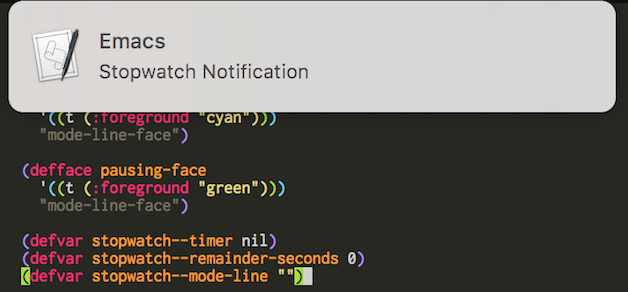 Emacs
Stopwatch Notification
'((t (:foreground "cyan")))
"mode-line-face")
(defface pausing-face
'((t (:foreground "green")))
"mode-line-face")
(defvar stopwatch--timer nil)
(defvar stopwatch--remainder-seconds 0)
(defvar stopwatch--mode-line "")